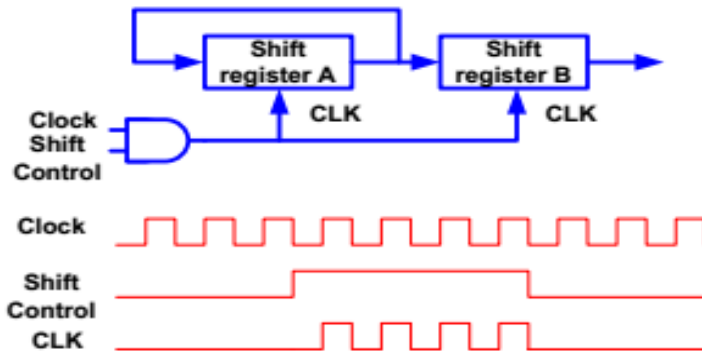 Shift
register A
Shift
register B
CLK
CLK
Clock
Shift
Control
Clock
Shift
Control
CLK